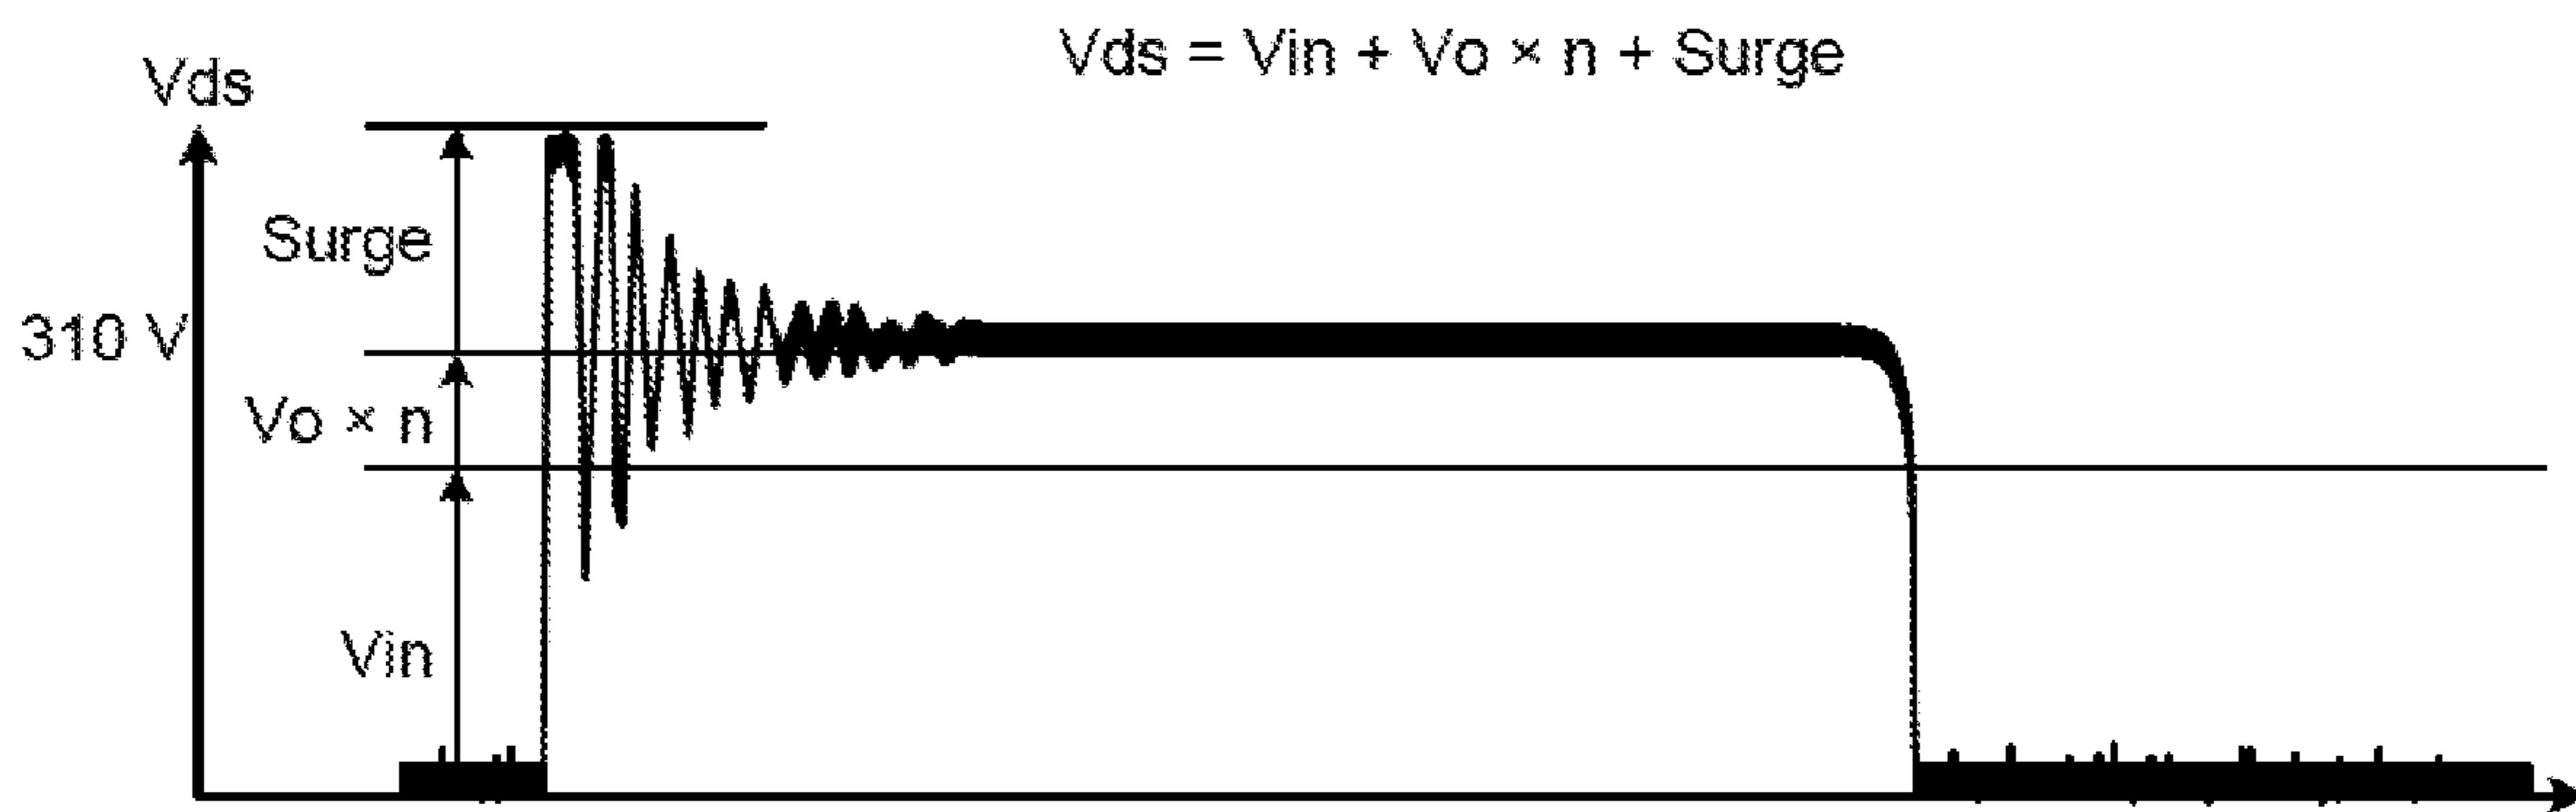 Vds = Vin + Vo × n + Surge
Vds
Surge
310 V
Vo × n
Vin